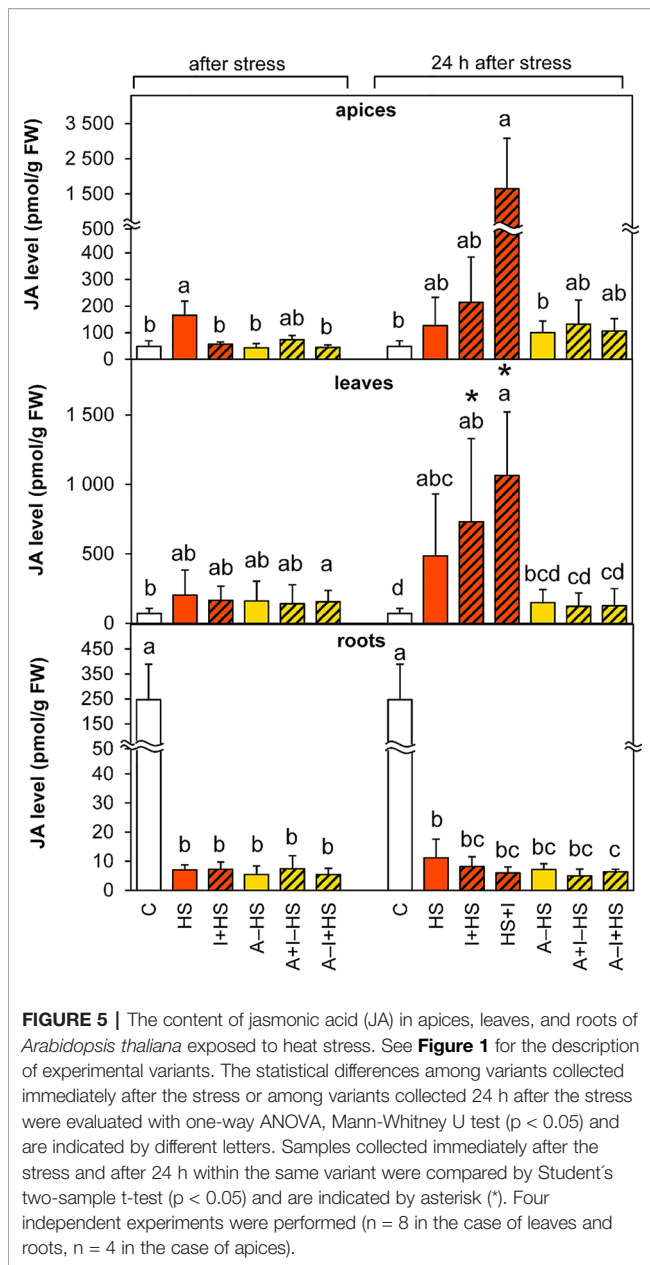 after stress 24 h after stress
apices
JA level (pmol/g FW)
3 500
2 500
1 500
500
400
300
200
100
0
b a b b ab b b ab ab a b ab ab
leaves
JA level (pmol/g FW)
1 500
1 000
500
0
b ab ab ab ab a d abc * ab * a bcd cd cd
roots
JA level (pmol/g FW)
450
350
250
150
50
40
30
20
10
0
a b b b b b a b bc bc bc bc c
C HS I+HS A–HS A+I–HS A–I+HS C HS I+HS HS+I A–HS A+I–HS A–I+HS
FIGURE 5 | The content of jasmonic acid (JA) in apices, leaves, and roots of
Arabidopsis thaliana exposed to heat stress. See Figure 1 for the description
of experimental variants. The statistical differences among variants collected
immediately after the stress or among variants collected 24 h after the stress
were evaluated with one-way ANOVA, Mann-Whitney U test (p < 0.05) and
are indicated by different letters. Samples collected immediately after the
stress and after 24 h within the same variant were compared by Student´s
two-sample t-test (p < 0.05) and are indicated by asterisk (*). Four
independent experiments were performed (n = 8 in the case of leaves and
roots, n = 4 in the case of apices).